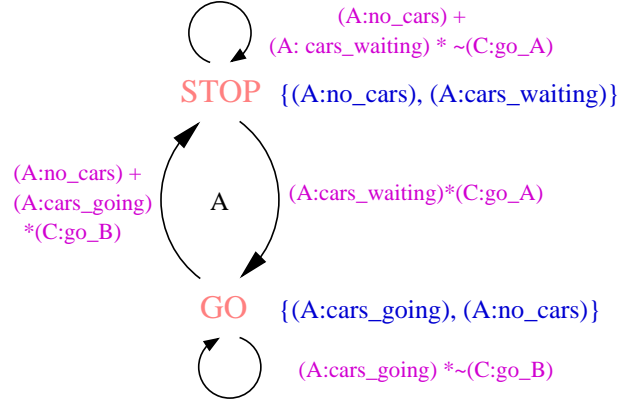 (A:no_cars) +
(A: cars_waiting) * ~(C:go_A)
STOP {(A:no_cars), (A:cars_waiting)}
(A:no_cars) +
(A:cars_going)
*(C:go_B)
A
(A:cars_waiting)*(C:go_A)
GO {(A:cars_going), (A:no_cars)}
(A:cars_going) *~(C:go_B)